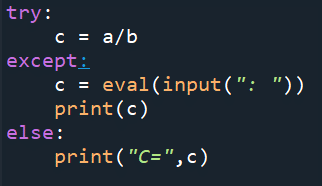 try:
    c = a/b
except:
    c = eval(input(": "))
    print(c)
else:
    print("C=",c)